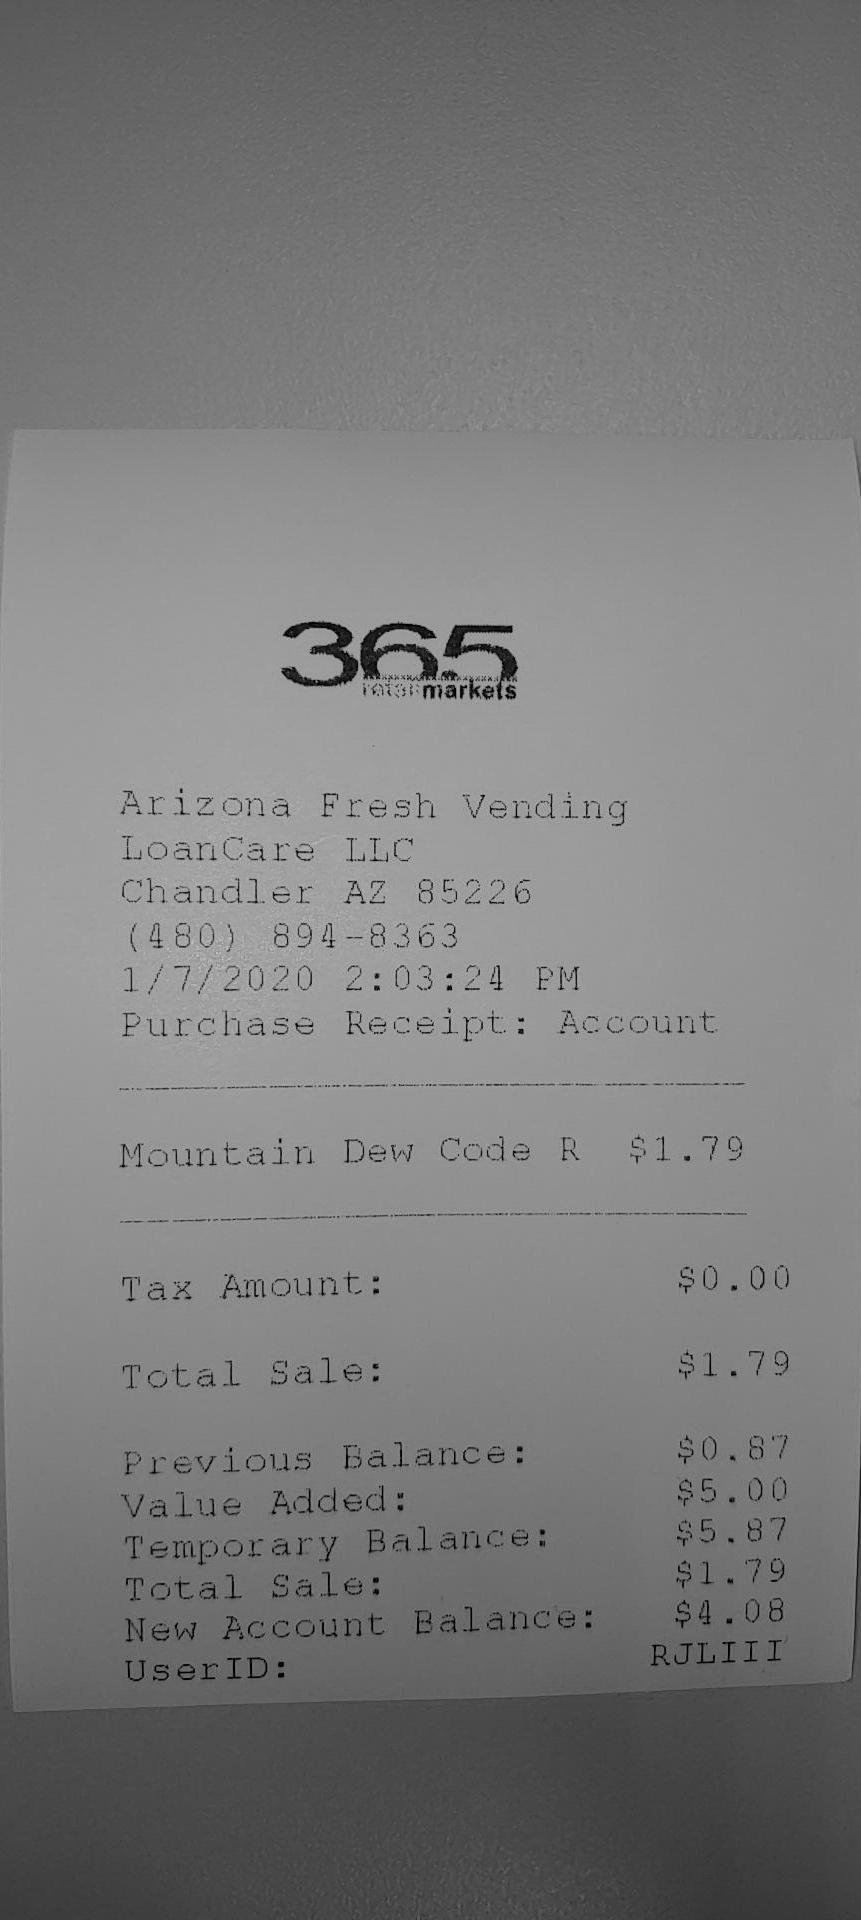 365
retailmarkets
Arizona Fresh Vending
LoanCare LLC
Chandler AZ 85226
(480) 894-8363
1/7/2020 2:03:24 PM
Purchase Receipt: Account
Mountain Dew Code R $1.79
Tax Amount: $0.00
Total Sale: $1.79
Previous Balance: $0.87
Value Added: $5.00
Temporary Balance: $5.87
Total Sale: $1.79
New Account Balance: $4.08
UserID: RJLIII